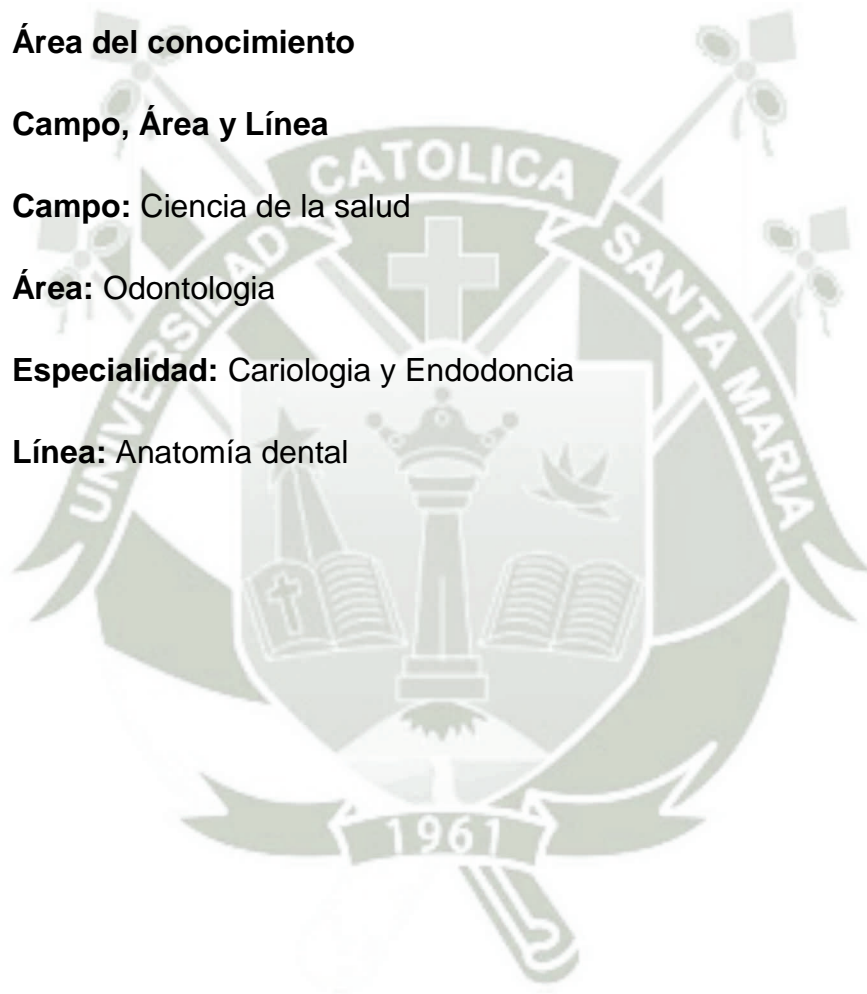 Área del conocimiento
Campo, Área y Línea
Campo: Ciencia de la salud
Área: Odontologia
Especialidad: Cariologia y Endodoncia
Línea: Anatomía dental
UNIVERSIDAD CATOLICA SANTA MARIA
1961